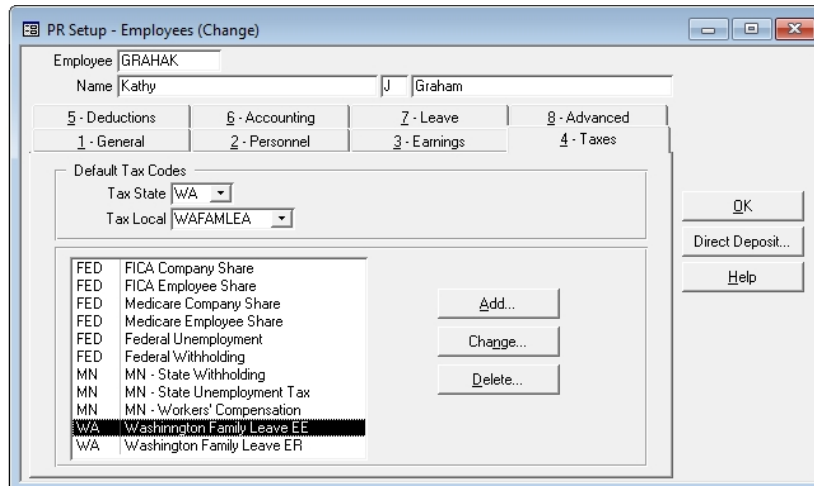 PR Setup - Employees (Change)
Employee GRAHAK
Name Kathy J Graham
5 - Deductions 6 - Accounting 7 - Leave 8 - Advanced
1 - General 2 - Personnel 3 - Earnings 4 - Taxes
Default Tax Codes
Tax State WA
Tax Local WAFAMLEA
OK
Direct Deposit...
Help
FED FICA Company Share
FED FICA Employee Share
FED Medicare Company Share
FED Medicare Employee Share
FED Federal Unemployment
FED Federal Withholding
MN MN - State Withholding
MN MN - State Unemployment Tax
MN MN - Workers' Compensation
WA Washinngton Family Leave EE
WA Washington Family Leave ER
Add...
Change...
Delete...